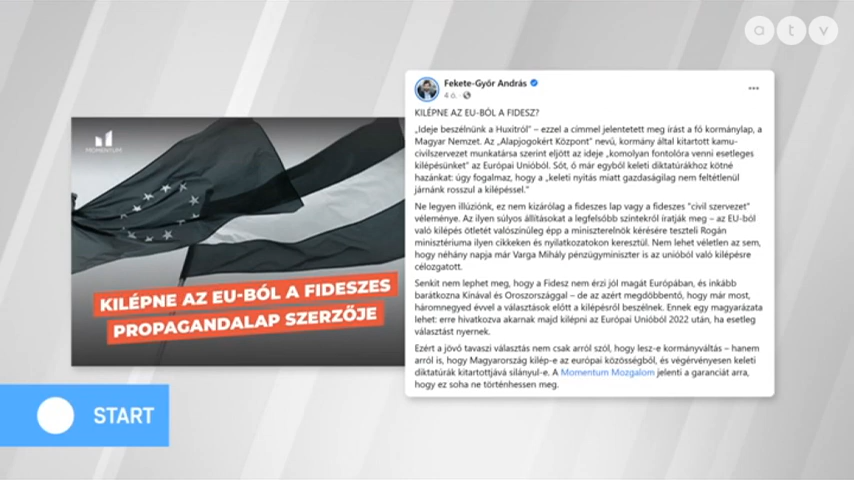 atv
MOMENTUM
KILÉPNE AZ EU-BÓL A FIDESZES
PROPAGANDALAP SZERZŐJE
START
Fekete-Győr András
4 ó.
KILÉPNE AZ EU-BÓL A FIDESZ?
„Ideje beszélnünk a Huxitról" – ezzel a címmel jelentetett meg írást a fő kormánylap, a
Magyar Nemzet. Az „Alapjogokért Központ" nevű, kormány által kitartott kamu-
civilszervezet munkatársa szerint eljött az ideje „komolyan fontolóra venni esetleges
kilépésünket" az Európai Unióból. Sőt, ő már egyből keleti diktatúrákhoz kötné
hazánkat: úgy fogalmaz, hogy a „keleti nyitás miatt gazdaságilag nem feltétlenül
járnánk rosszul a kilépéssel."
Ne legyen illúziónk, ez nem kizárólag a fideszes lap vagy a fideszes "civil szervezet"
véleménye. Az ilyen súlyos állításokat a legfelsőbb szintekről íratják meg – az EU-ból
való kilépés ötletét valószínűleg épp a miniszterelnök kérésére teszteli Rogán
minisztériuma ilyen cikkeken és nyilatkozatokon keresztül. Nem lehet véletlen az sem,
hogy néhány napja már Varga Mihály pénzügyminiszter is az unióból való kilépésre
célozgatott.
Senkit nem lephet meg, hogy a Fidesz nem érzi jól magát Európában, és inkább
barátkozna Kínával és Oroszországgal – de az azért megdöbbentő, hogy már most,
háromnegyed évvel a választások előtt a kilépésről beszélnek. Ennek egy magyarázata
lehet: erre hivatkozva akarnak majd kilépni az Európai Unióból 2022 után, ha esetleg
választást nyernek.
Ezért a jövő tavaszi választás nem csak arról szól, hogy lesz-e kormányváltás – hanem
arról is, hogy Magyarország kilép-e az európai közösségből, és végérvényesen keleti
diktatúrák kitartottjává silányul-e. A Momentum Mozgalom jelenti a garanciát arra,
hogy ez soha ne történhessen meg.